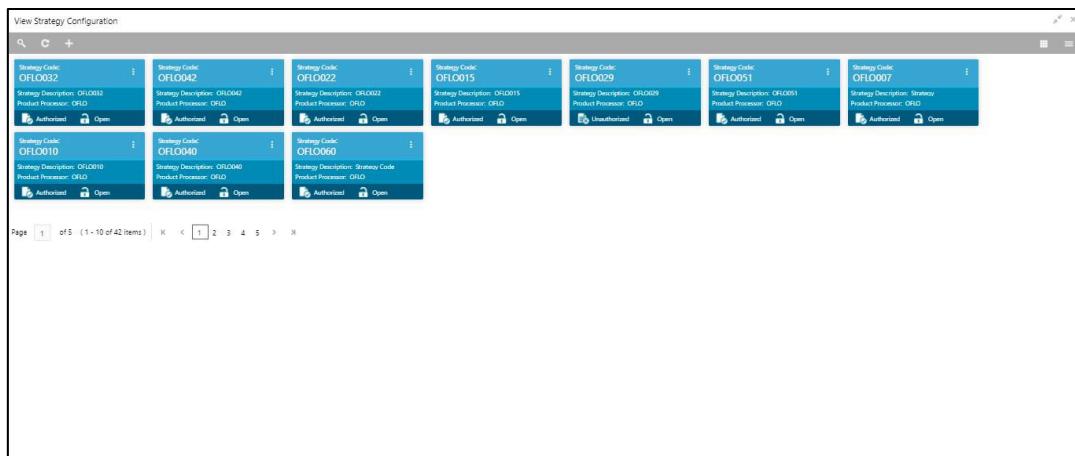 View Strategy Configuration
Strategy Code:
OFLO032
Strategy Description: OFLO032
Product Processor: OFLO
Authorized Open
Strategy Code:
OFLO042
Strategy Description: OFLO042
Product Processor: OFLO
Authorized Open
Strategy Code:
OFLO022
Strategy Description: OFLO022
Product Processor: OFLO
Authorized Open
Strategy Code:
OFLO015
Strategy Description: OFLO015
Product Processor: OFLO
Authorized Open
Strategy Code:
OFLO029
Strategy Description: OFLO029
Product Processor: OFLO
Unauthorized Open
Strategy Code:
OFLO051
Strategy Description: OFLO051
Product Processor: OFLO
Authorized Open
Strategy Code:
OFLO007
Strategy Description: Strategy
Product Processor: OFLO
Authorized Open
Strategy Code:
OFLO010
Strategy Description: OFLO010
Product Processor: OFLO
Authorized Open
Strategy Code:
OFLO040
Strategy Description: OFLO040
Product Processor: OFLO
Authorized Open
Strategy Code:
OFLO060
Strategy Description: Strategy Code
Product Processor: OFLO
Authorized Open
Page 1 of 5 (1 - 10 of 42 items) 1 2 3 4 5